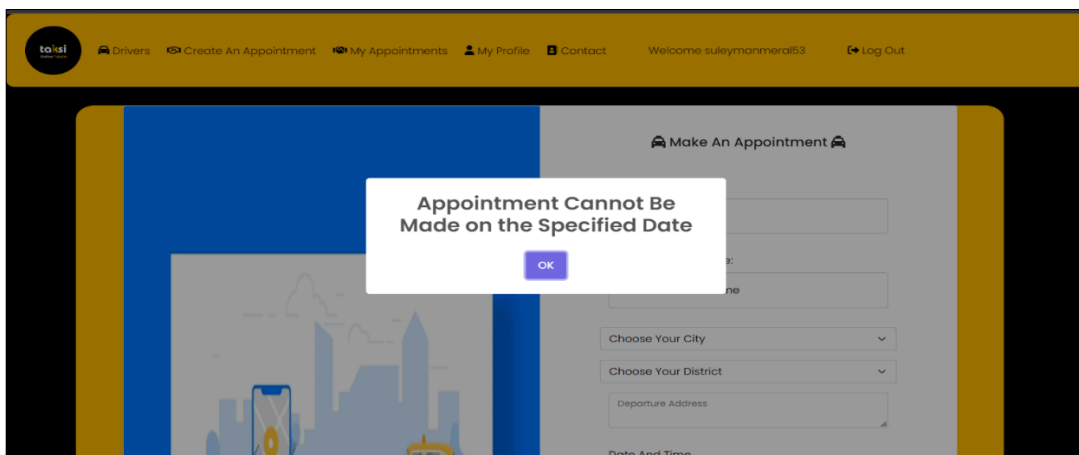 taksi
Drivers
Create An Appointment
My Appointments
My Profile
Contact
Welcome suleymanmeral53
Log Out
Make An Appointment
Appointment Cannot Be
Made on the Specified Date
OK
Choose Your City
Choose Your District
Departure Address
Date And Time